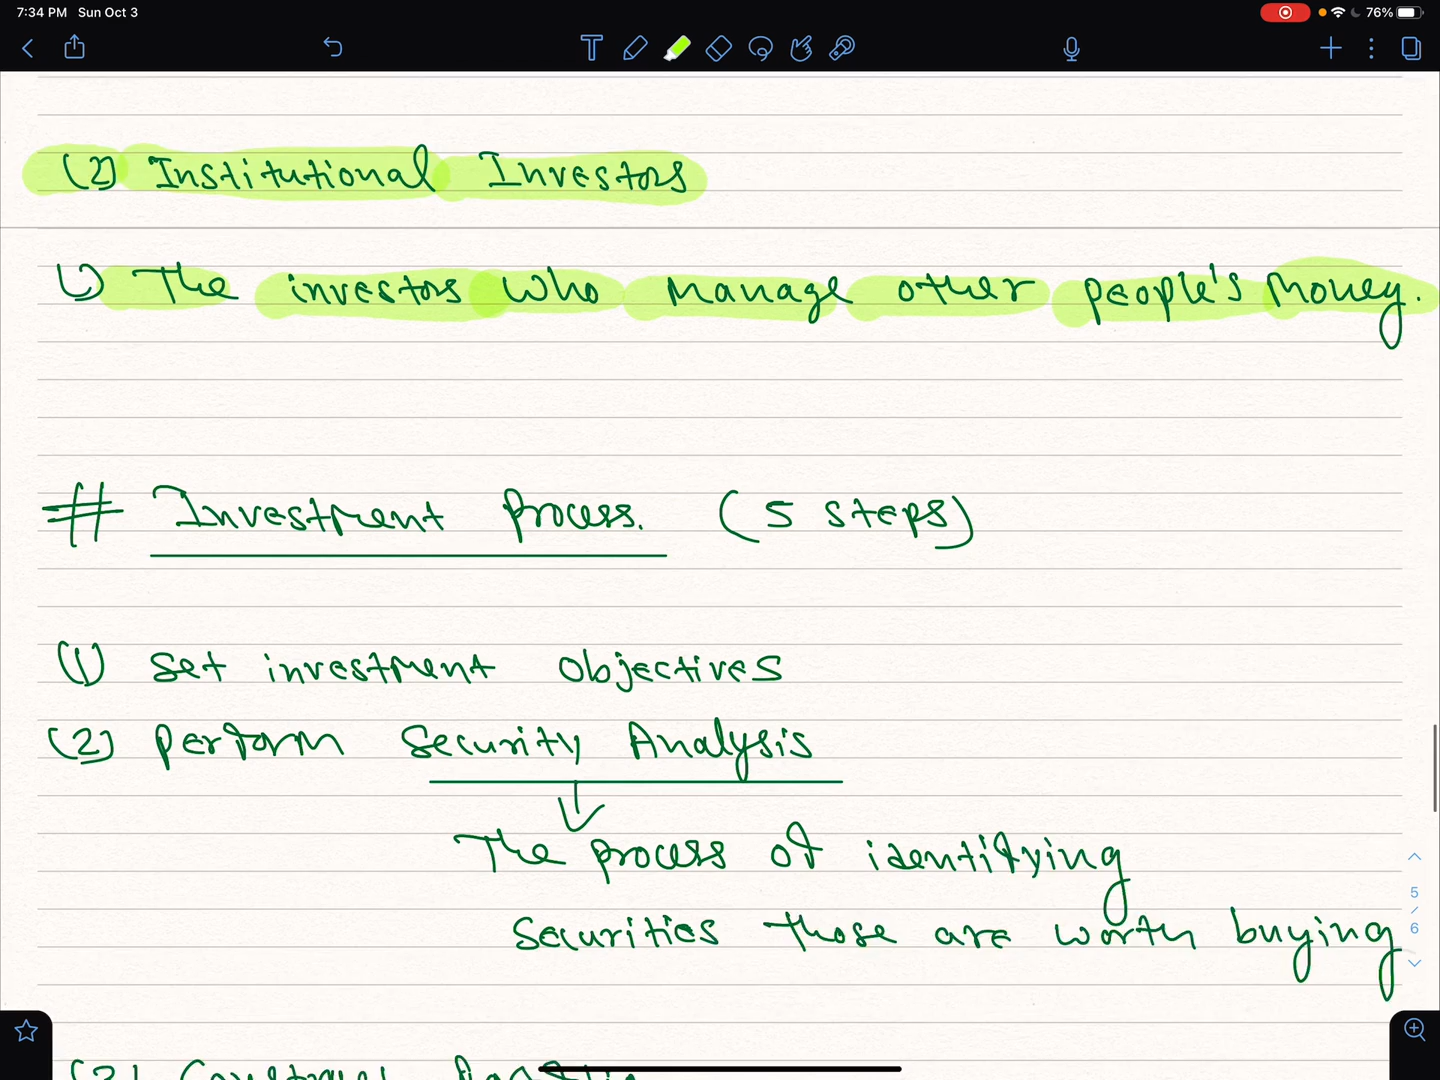 7:34 PM Sun Oct 3 76%
(2) Institutional Investors
i) The investors who manage other people's money.
# Investment process. (5 steps)
(1) Set investment objectives
(2) perform Security Analysis
The process of identifying
securities those are worth buying
5
/
6
(3) Construct